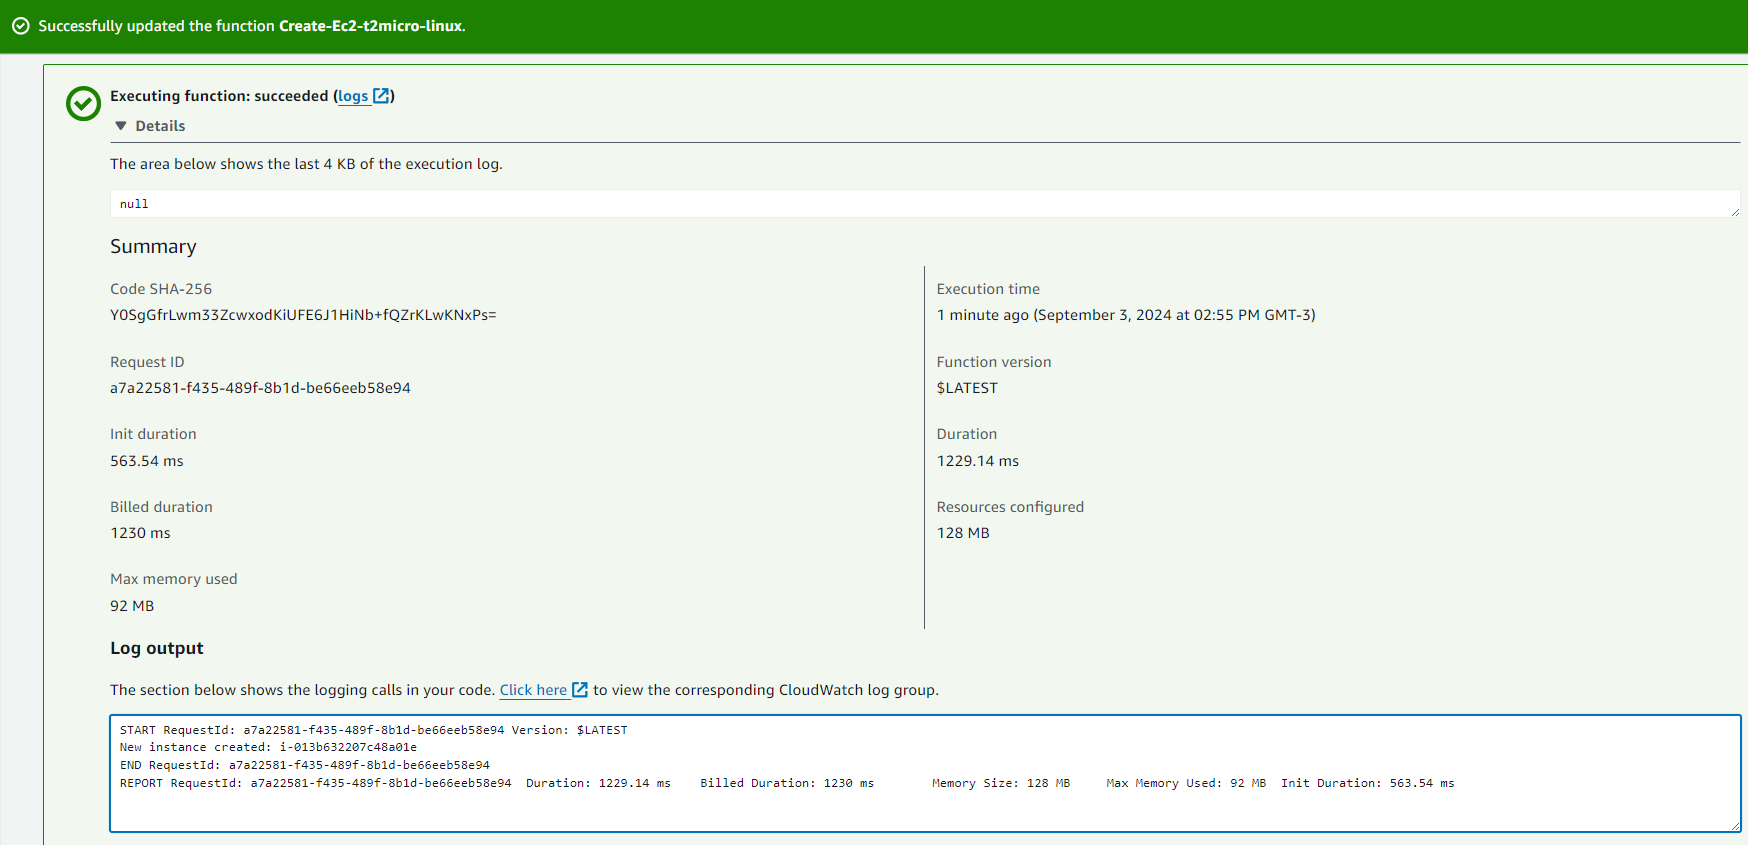 Successfully updated the function Create-Ec2-t2micro-linux.
Executing function: succeeded (logs)
Details
The area below shows the last 4 KB of the execution log.
null
Summary
Code SHA-256
Y0SgGfrLwm33ZcwxodKiUFE6J1HiNb+fQZrKLwKNxPs=
Request ID
a7a22581-f435-489f-8b1d-be66eeb58e94
Init duration
563.54 ms
Billed duration
1230 ms
Max memory used
92 MB
Execution time
1 minute ago (September 3, 2024 at 02:55 PM GMT-3)
Function version
$LATEST
Duration
1229.14 ms
Resources configured
128 MB
Log output
The section below shows the logging calls in your code. Click here to view the corresponding CloudWatch log group.
START RequestId: a7a22581-f435-489f-8b1d-be66eeb58e94 Version: $LATEST
New instance created: i-013b632207c48a01e
END RequestId: a7a22581-f435-489f-8b1d-be66eeb58e94
REPORT RequestId: a7a22581-f435-489f-8b1d-be66eeb58e94 Duration: 1229.14 ms Billed Duration: 1230 ms Memory Size: 128 MB Max Memory Used: 92 MB Init Duration: 563.54 ms